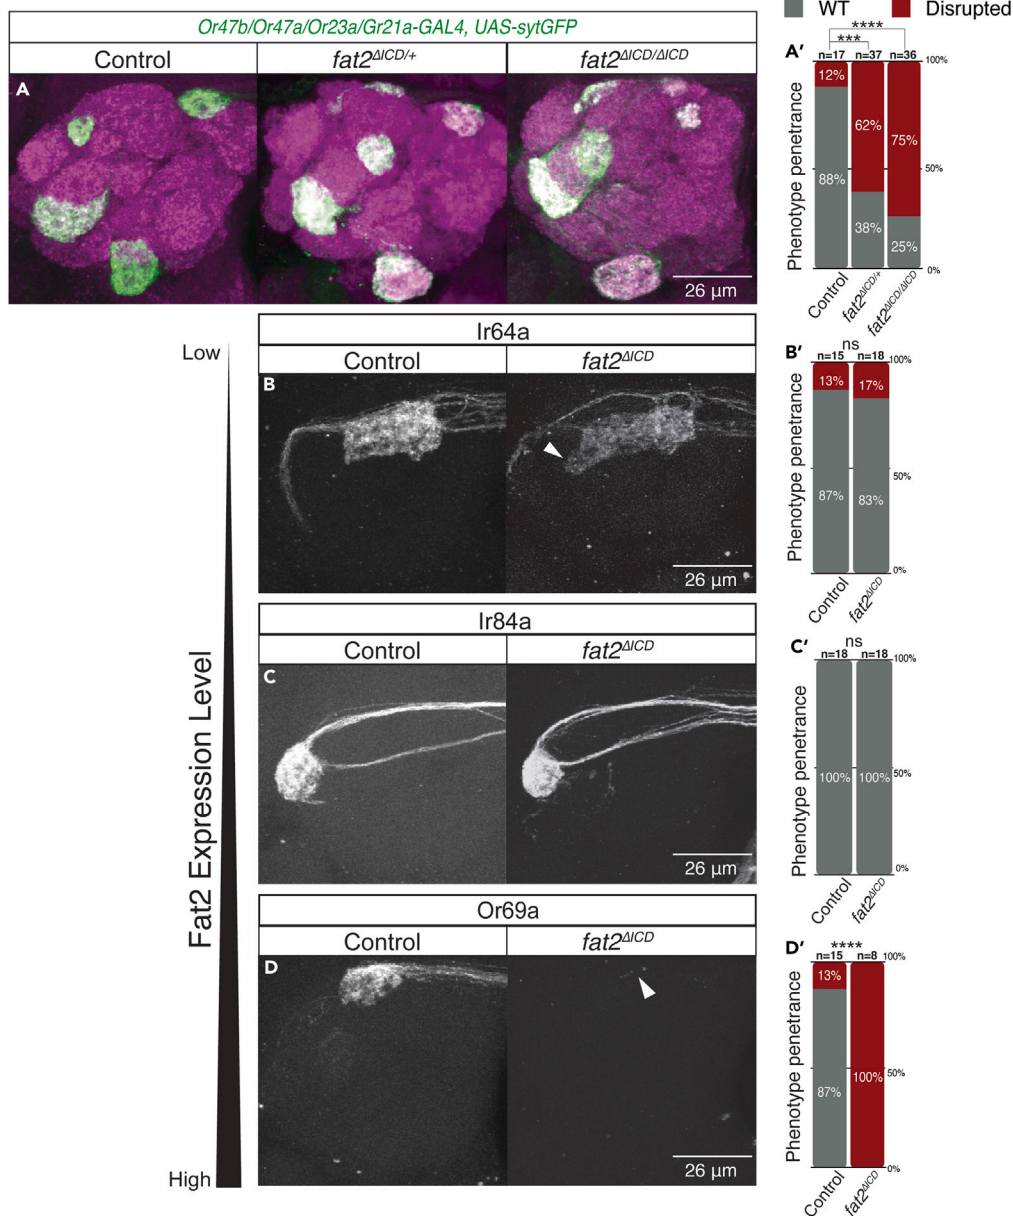 WT Disrupted
Or47b/Or47a/Or23a/Gr21a-GAL4, UAS-sytGFP
Control fat2ΔICD/+ fat2ΔICD/ΔICD
A
26 µm
A′
****
***
n=17 n=37 n=36
100%
12%
62%
75%
50%
88%
38%
25%
0%
Phenotype penetrance
Control
fat2ΔICD/+
fat2ΔICD/ΔICD
Low
Fat2 Expression Level
High
Ir64a
Control fat2ΔICD
B
26 µm
B′
ns
n=15 n=18
100%
13% 17%
50%
87% 83%
0%
Phenotype penetrance
Control
fat2ΔICD
Ir84a
Control fat2ΔICD
C
26 µm
C′
ns
n=18 n=18
100%
50%
100% 100%
0%
Phenotype penetrance
Control
fat2ΔICD
Or69a
Control fat2ΔICD
D
26 µm
D′
****
n=15 n=8
100%
13%
50%
100%
87%
0%
Phenotype penetrance
Control
fat2ΔICD